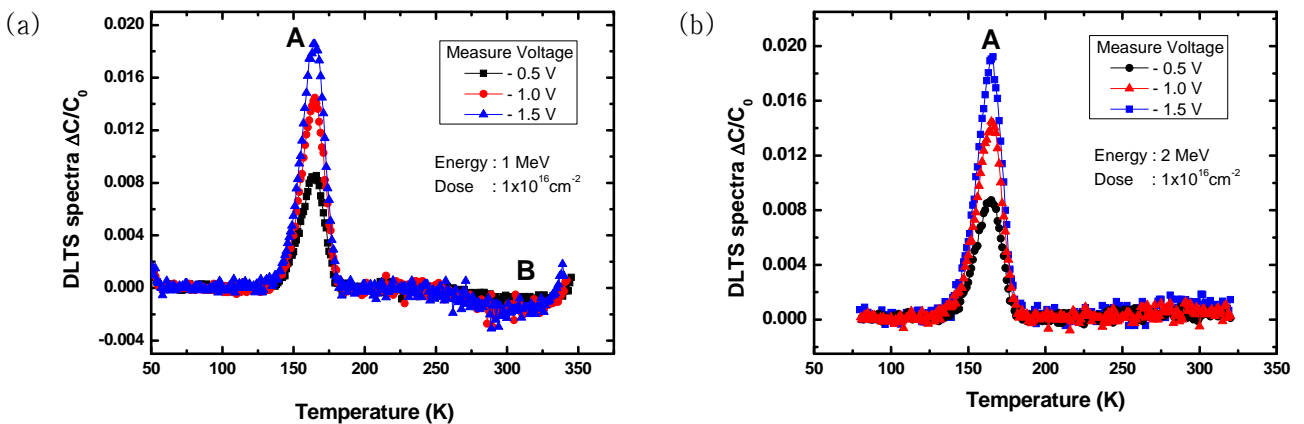 (a)
0.020
0.016
0.012
0.008
0.004
0.000
-0.004
DLTS spectra ΔC/C₀
A
B
Measure Voltage
- 0.5 V
- 1.0 V
- 1.5 V
Energy : 1 MeV
Dose : 1x10¹⁶cm⁻²
50 100 150 200 250 300 350
Temperature (K)
(b)
0.020
0.016
0.012
0.008
0.004
0.000
DLTS spectra ΔC/C₀
A
Measure Voltage
- 0.5 V
- 1.0 V
- 1.5 V
Energy : 2 MeV
Dose : 1x10¹⁶cm⁻²
50 100 150 200 250 300 350
Temperature (K)